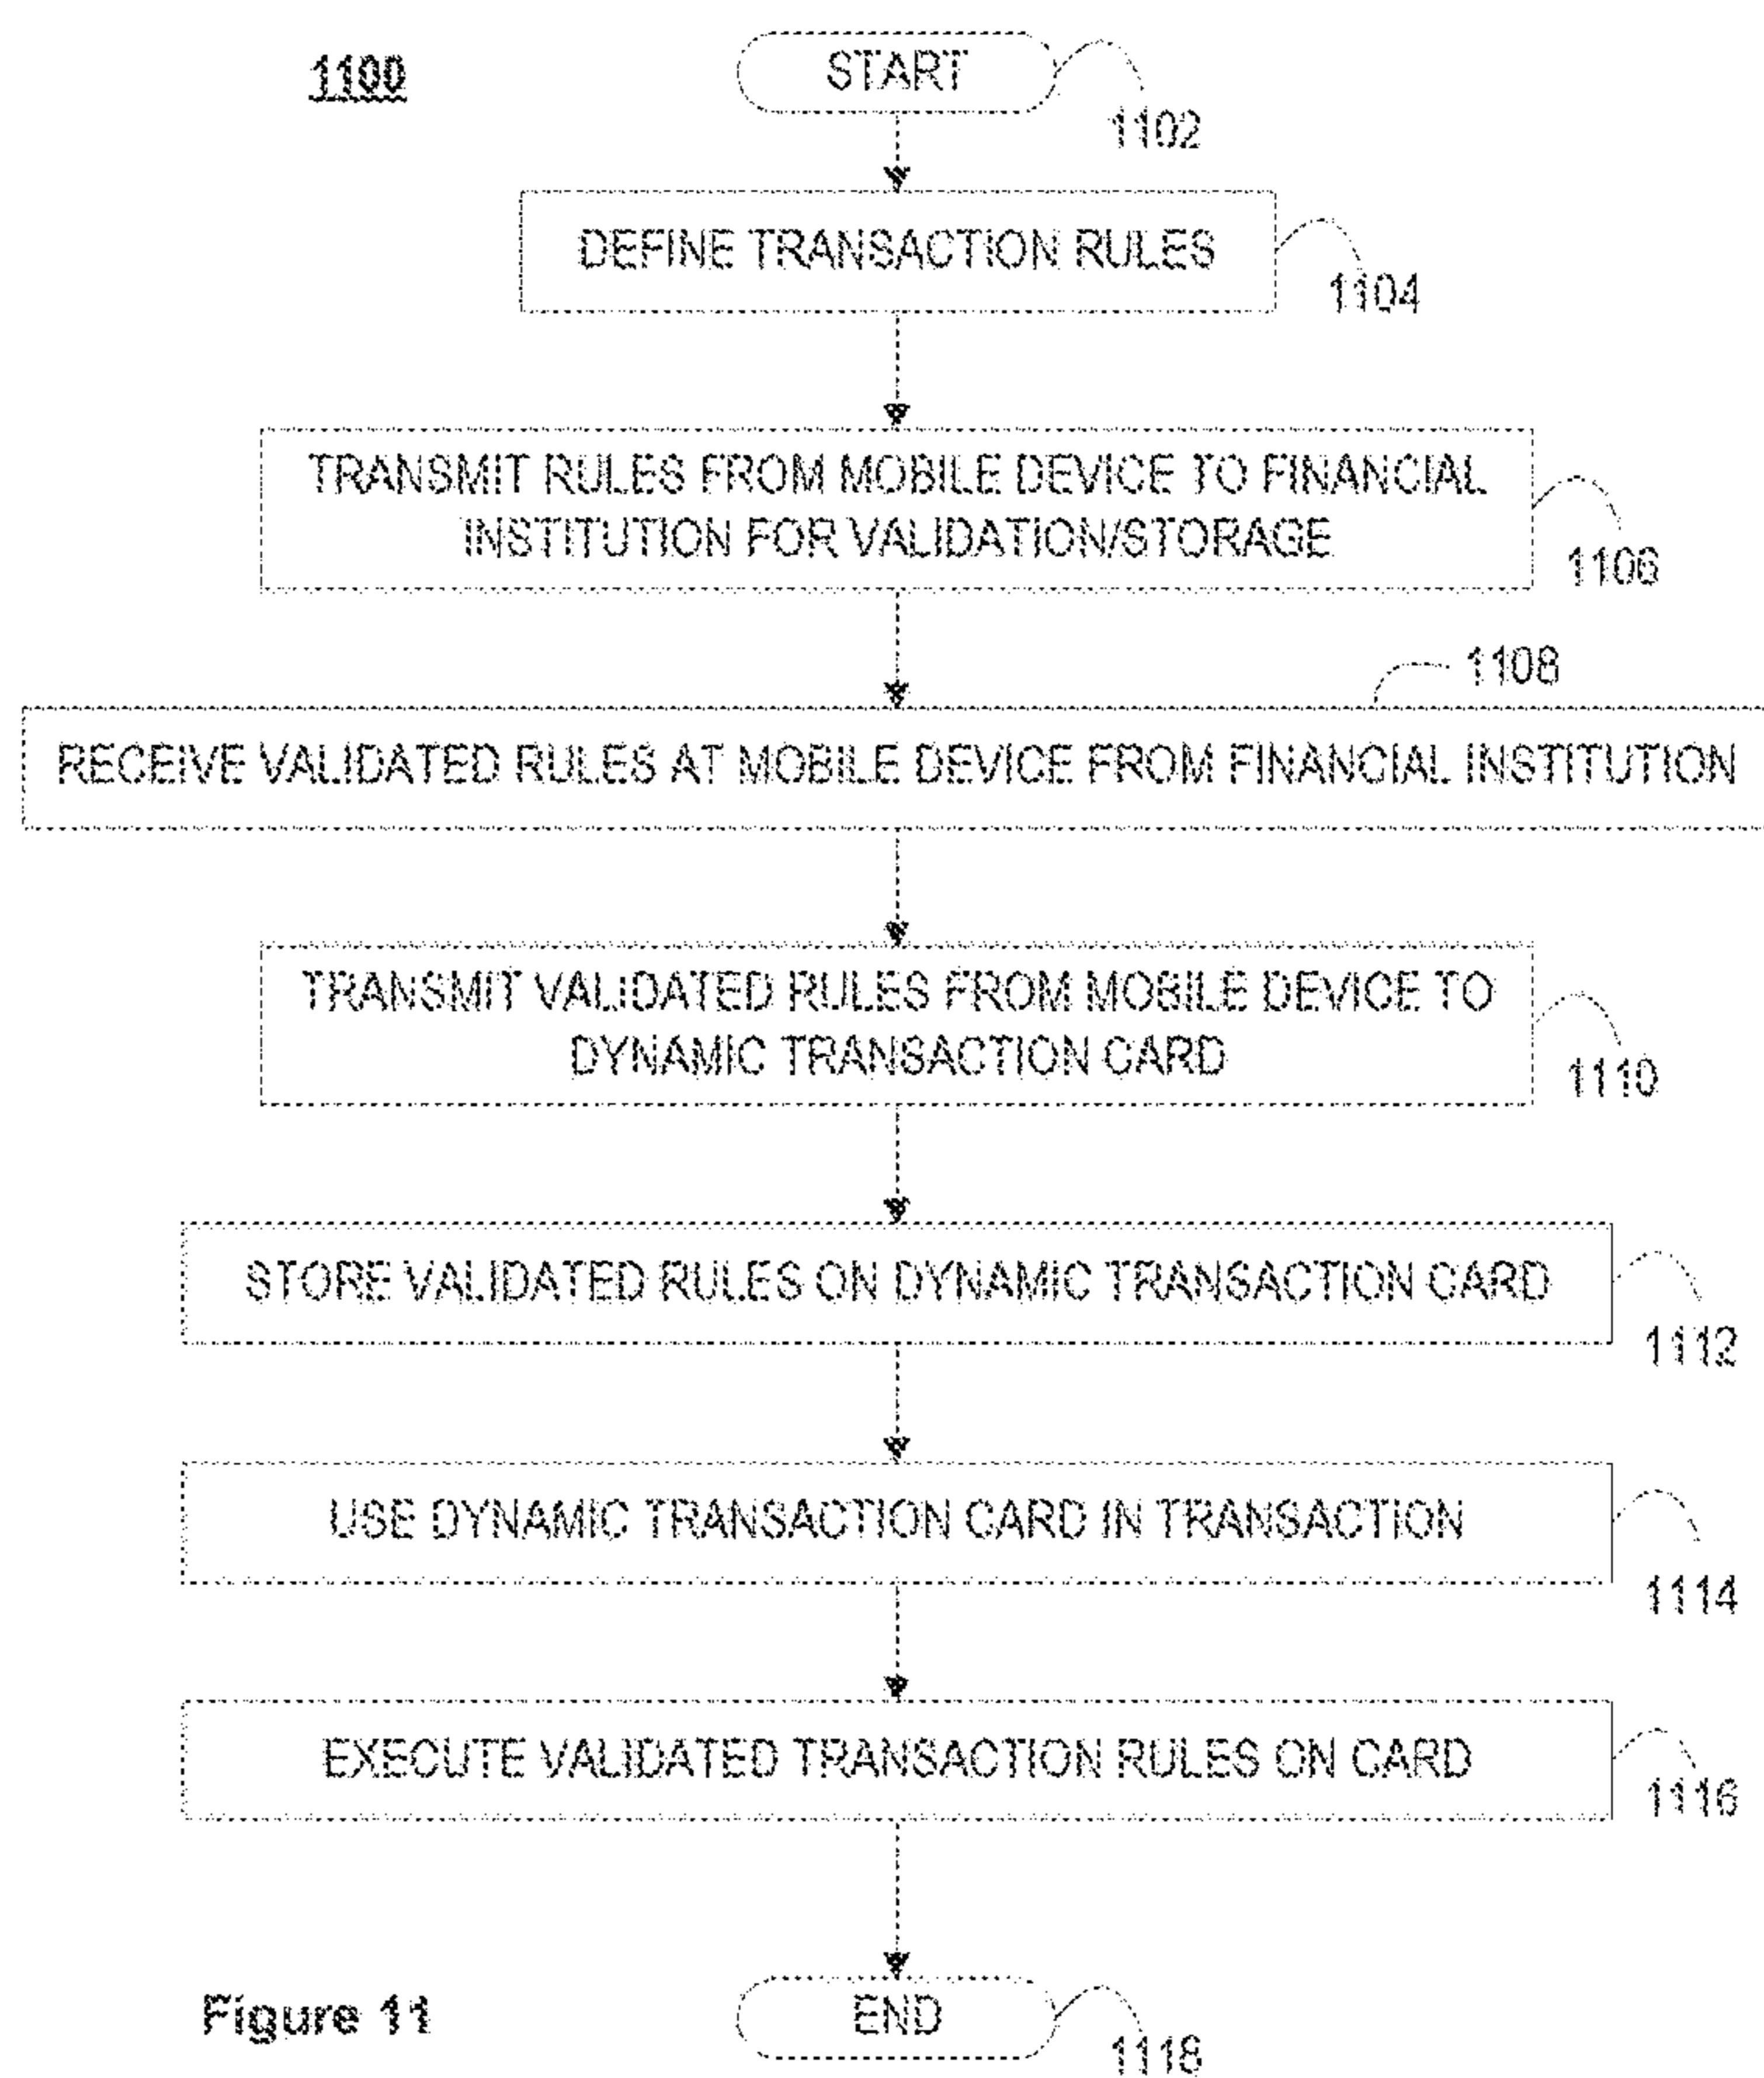 1100
START
1102
DEFINE TRANSACTION RULES
1104
TRANSMIT RULES FROM MOBILE DEVICE TO FINANCIAL
INSTITUTION FOR VALIDATION/STORAGE
1106
1108
RECEIVE VALIDATED RULES AT MOBILE DEVICE FROM FINANCIAL INSTITUTION
TRANSMIT VALIDATED RULES FROM MOBILE DEVICE TO
DYNAMIC TRANSACTION CARD
1110
STORE VALIDATED RULES ON DYNAMIC TRANSACTION CARD
1112
USE DYNAMIC TRANSACTION CARD IN TRANSACTION
1114
EXECUTE VALIDATED TRANSACTION RULES ON CARD
1116
END
1118
Figure 11